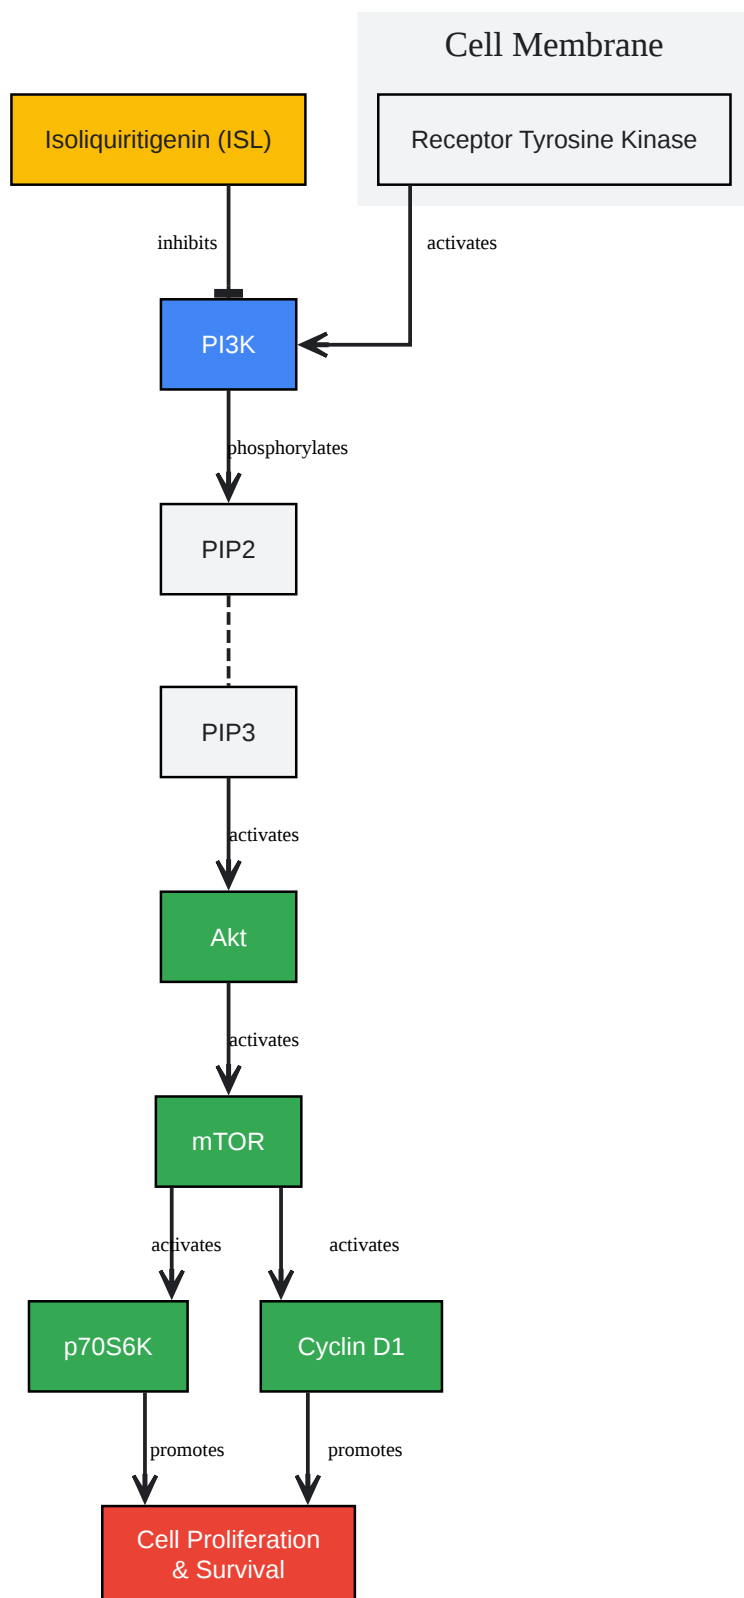 Cell Membrane
Isoliquiritigenin (ISL)
Receptor Tyrosine Kinase
inhibits
activates
PI3K
phosphorylates
PIP2
PIP3
activates
Akt
activates
mTOR
activates
activates
p70S6K
Cyclin D1
promotes
promotes
Cell Proliferation
& Survival